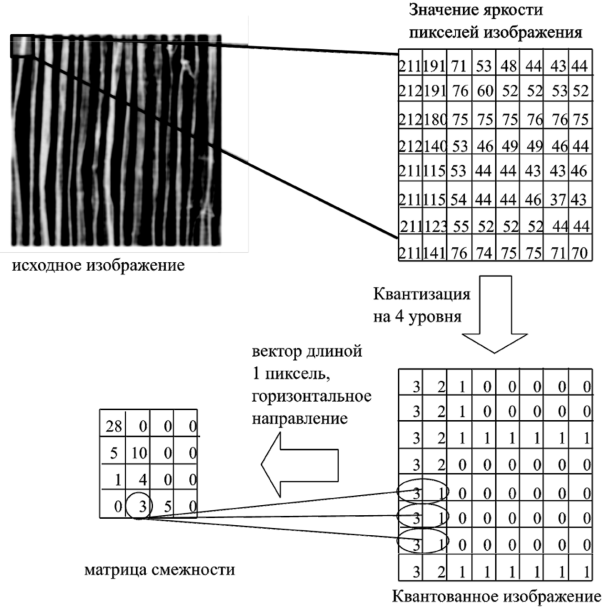 Значение яркости
пикселей изображения
211 191 71 53 48 44 43 44
212 191 76 60 52 52 53 52
212 180 75 75 75 76 76 75
212 140 53 46 49 49 46 44
211 115 53 44 44 43 43 46
211 115 54 44 44 46 37 43
211 123 55 52 52 52 44 44
211 141 76 74 75 75 71 70
исходное изображение
Квантизация
на 4 уровня
вектор длиной
1 пиксель,
горизонтальное
направление
3 2 1 0 0 0 0 0
3 2 1 0 0 0 0 0
3 2 1 1 1 1 1 1
3 2 0 0 0 0 0 0
3 1 0 0 0 0 0 0
3 1 0 0 0 0 0 0
3 1 0 0 0 0 0 0
3 2 1 1 1 1 1 1
28 0 0 0
5 10 0 0
1 4 0 0
0 3 5 0
матрица смежности
Квантованное изображение